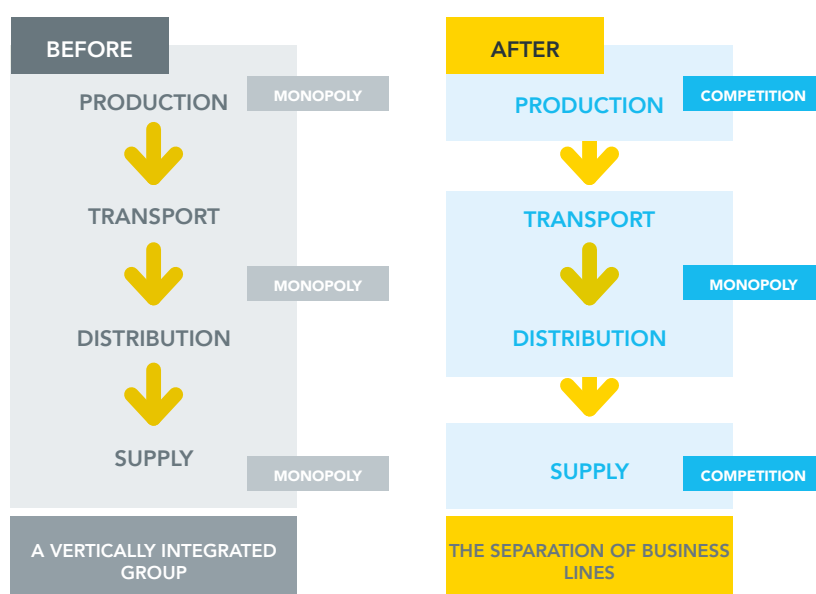 BEFORE
PRODUCTION
MONOPOLY
TRANSPORT
MONOPOLY
DISTRIBUTION
SUPPLY
MONOPOLY
A VERTICALLY INTEGRATED
GROUP
AFTER
PRODUCTION
COMPETITION
TRANSPORT
MONOPOLY
DISTRIBUTION
SUPPLY
COMPETITION
THE SEPARATION OF BUSINESS
LINES